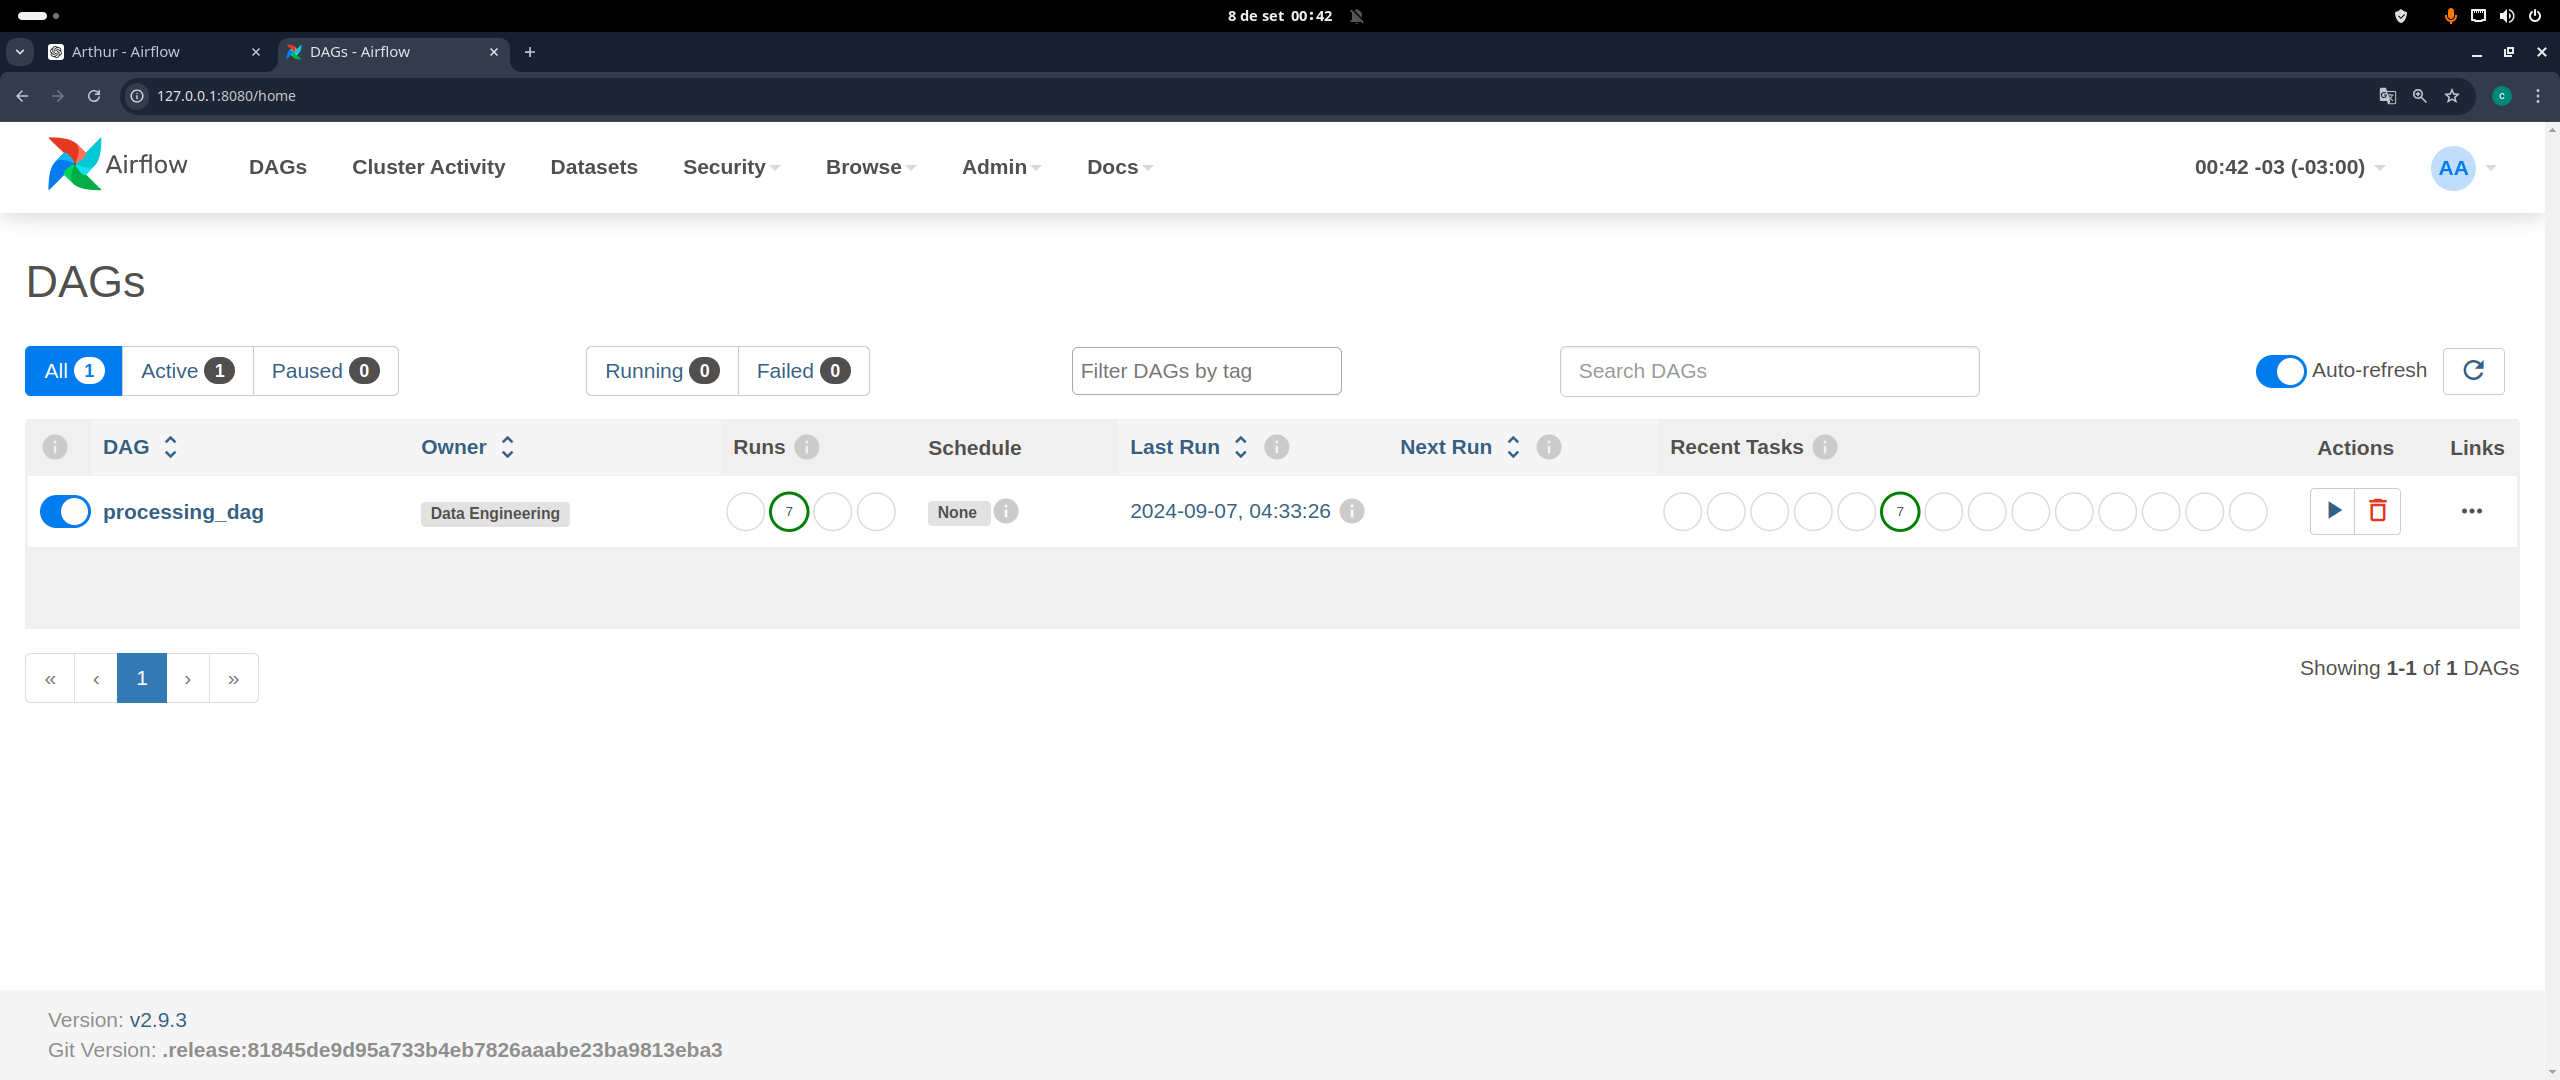 8 de set 00:42
Arthur - Airflow
DAGs - Airflow
127.0.0.1:8080/home
C
Airflow
DAGs
Cluster Activity
Datasets
Security
Browse
Admin
Docs
00:42 -03 (-03:00)
AA
DAGs
All 1
Active 1
Paused 0
Running 0
Failed 0
Filter DAGs by tag
Search DAGs
Auto-refresh
DAG
Owner
Runs
Schedule
Last Run
Next Run
Recent Tasks
Actions
Links
processing_dag
Data Engineering
7
None
2024-09-07, 04:33:26
7
« ‹ 1 › »
Showing 1-1 of 1 DAGs
Version: v2.9.3
Git Version: .release:81845de9d95a733b4eb7826aaabe23ba9813eba3